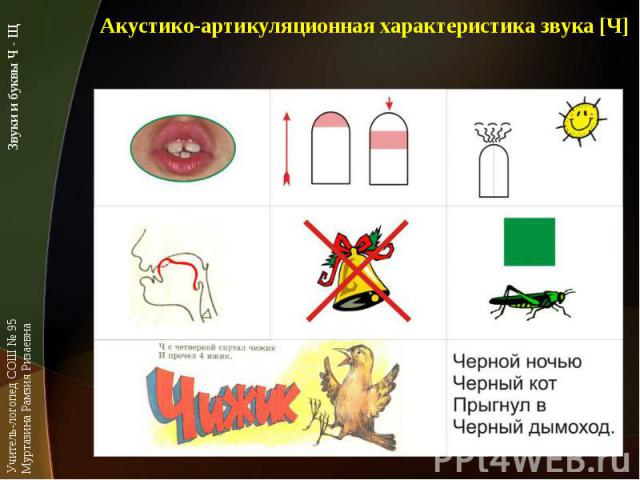 Акустико-артикуляционная характеристика звука [Ч]
Звуки и буквы Ч - Щ
Учитель-логопед СОШ № 95
Муртазина Рамзия Ризаевна
Ч с четверкой спутал чижик
И прочел 4 ижик.
Чижик
Черной ночью
Черный кот
Прыгнул в
Черный дымоход.
PPt4WEB.ru